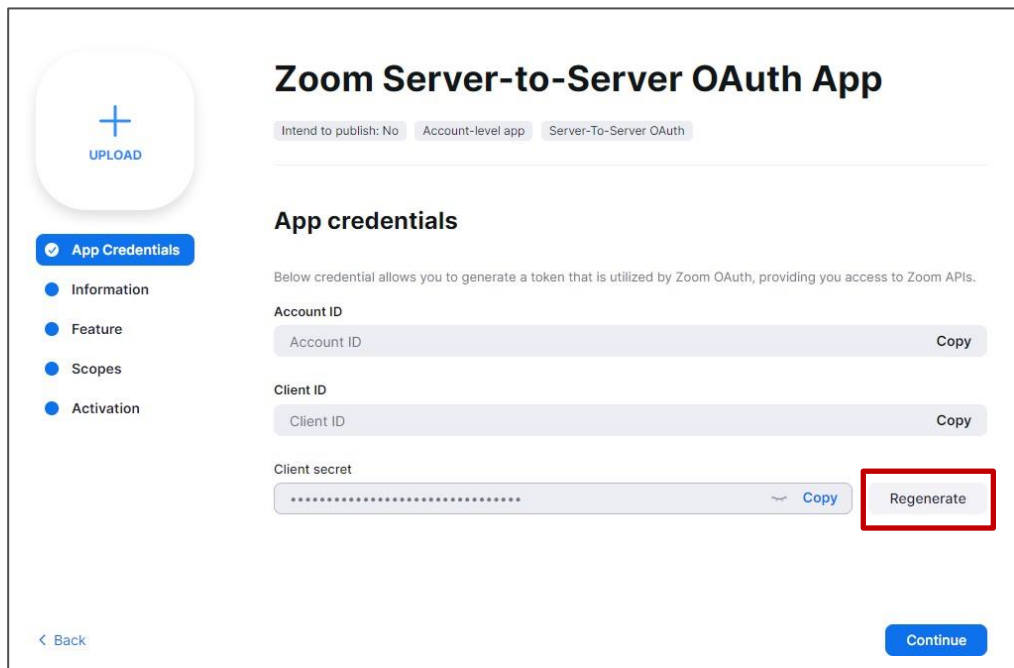 UPLOAD
App Credentials
Information
Feature
Scopes
Activation
Zoom Server-to-Server OAuth App
Intend to publish: No Account-level app Server-To-Server OAuth
App credentials
Below credential allows you to generate a token that is utilized by Zoom OAuth, providing you access to Zoom APIs.
Account ID
Account ID Copy
Client ID
Client ID Copy
Client secret
•••••••••••••••••••••••••••••••• Copy Regenerate
< Back
Continue